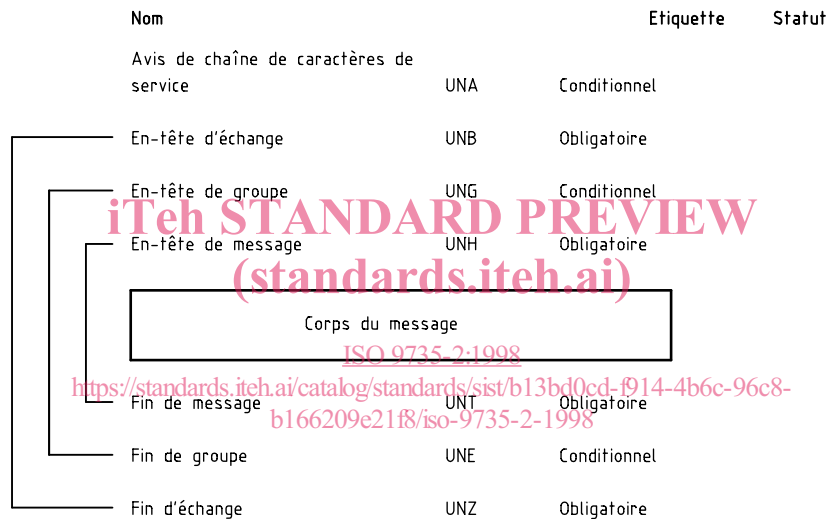 Nom Etiquette Statut
Avis de chaîne de caractères de
service UNA Conditionnel
En-tête d'échange UNB Obligatoire
En-tête de groupe UNG Conditionnel
iTeh STANDARD PREVIEW
En-tête de message UNH Obligatoire
(standards.iteh.ai)
Corps du message
ISO 9735-2:1998
https://standards.iteh.ai/catalog/standards/sist/b13bd0cd-f914-4b6c-96c8-
Fin de message UNT Obligatoire
b166209e21f8/iso-9735-2-1998
Fin de groupe UNE Conditionnel
Fin d'échange UNZ Obligatoire